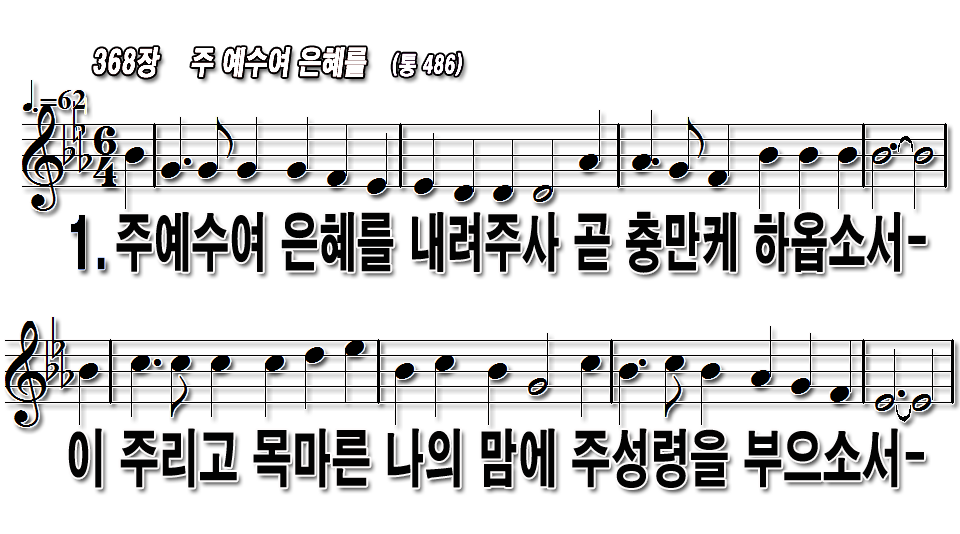 368장 주 예수여 은혜를 (통 486)
♩.=62
6
4
1. 주예수여 은혜를 내려주사 곧 충만케 하옵소서-
이 주리고 목마른 나의 맘에 주성령을 부으소서-